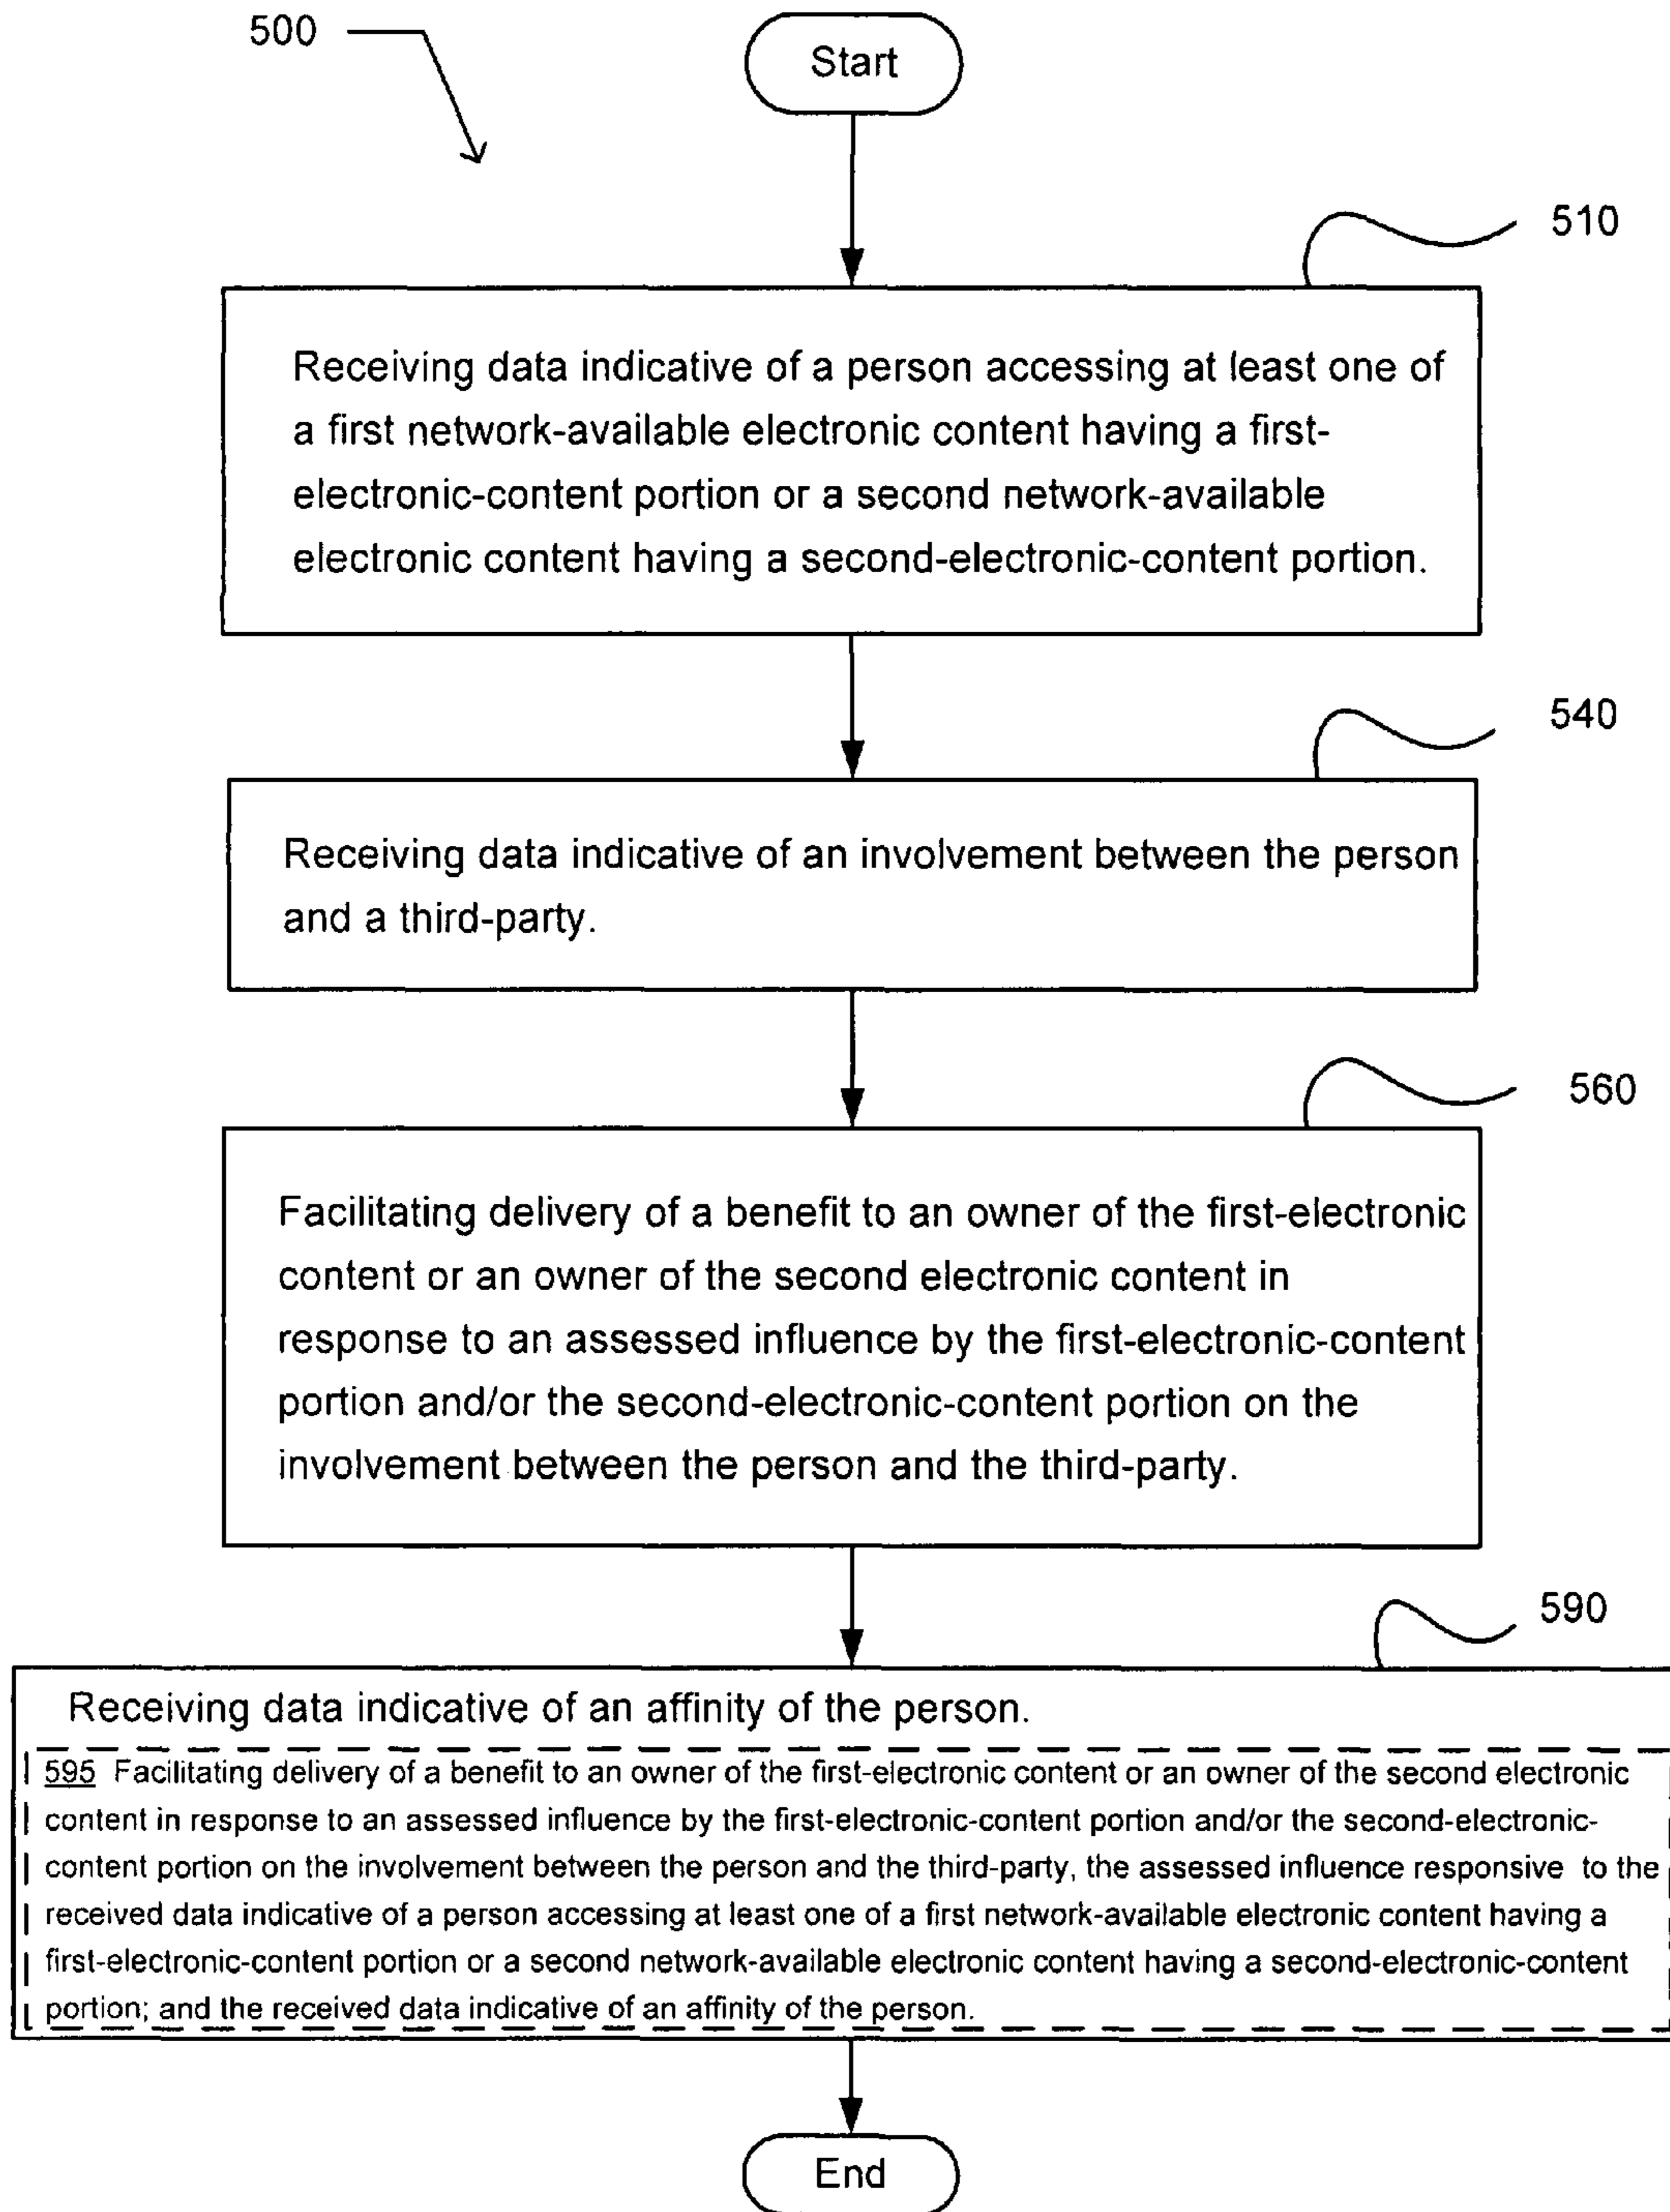 500
Start
510
Receiving data indicative of a person accessing at least one of
a first network-available electronic content having a first-
electronic-content portion or a second network-available
electronic content having a second-electronic-content portion.
540
Receiving data indicative of an involvement between the person
and a third-party.
560
Facilitating delivery of a benefit to an owner of the first-electronic
content or an owner of the second electronic content in
response to an assessed influence by the first-electronic-content
portion and/or the second-electronic-content portion on the
involvement between the person and the third-party.
590
Receiving data indicative of an affinity of the person.
595 Facilitating delivery of a benefit to an owner of the first-electronic content or an owner of the second electronic
content in response to an assessed influence by the first-electronic-content portion and/or the second-electronic-
content portion on the involvement between the person and the third-party, the assessed influence responsive to the
received data indicative of a person accessing at least one of a first network-available electronic content having a
first-electronic-content portion or a second network-available electronic content having a second-electronic-content
portion; and the received data indicative of an affinity of the person.
End